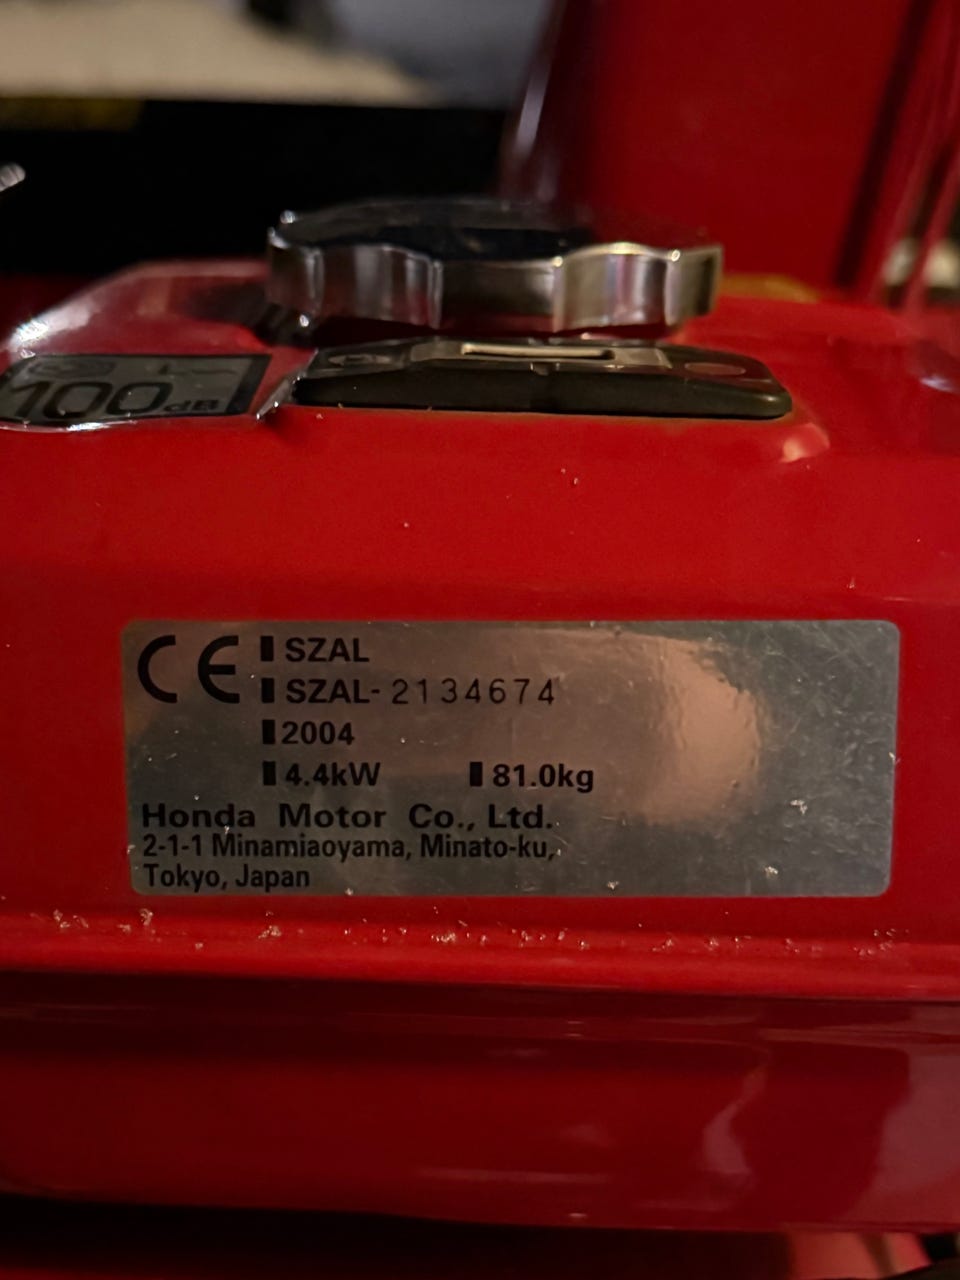 100dB
CE SZAL
SZAL-2134674
2004
4.4kW 81.0kg
Honda Motor Co., Ltd.
2-1-1 Minamiaoyama, Minato-ku,
Tokyo, Japan